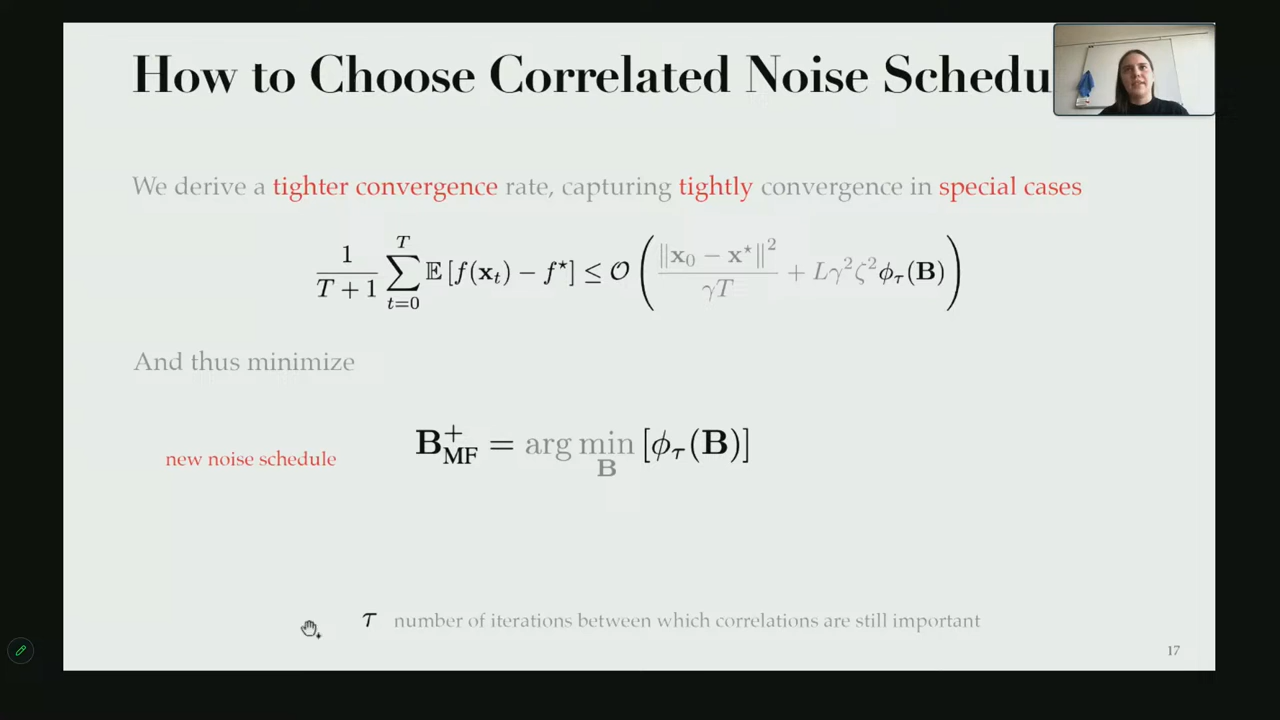 How to Choose Correlated Noise Schedu
We derive a tighter convergence rate, capturing tightly convergence in special cases
\frac{1}{T+1} \sum_{t=0}^{T} \mathbb{E}[f(\mathbf{x}_t) - f^\star] \leq \mathcal{O}\left(\frac{\|\mathbf{x}_0 - \mathbf{x}^\star\|^2}{\gamma T} + L\gamma^2\zeta^2\phi_\tau(\mathbf{B})\right)
And thus minimize
new noise schedule \mathbf{B}_{\text{MF}}^{+} = \arg\min_{\mathbf{B}} [\phi_\tau(\mathbf{B})]
τ number of iterations between which correlations are still important
17